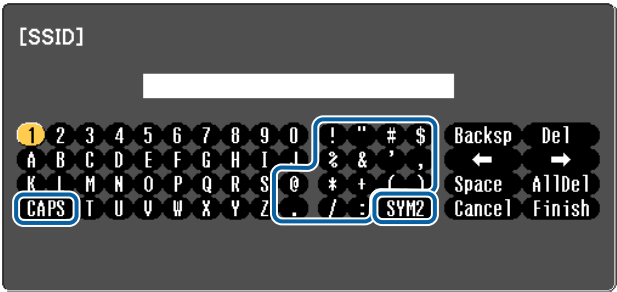 [SSID]
1 2 3 4 5 6 7 8 9 0 ! " # $ Backsp Del
A B C D E F G H I J % & ' , ← →
K L M N O P Q R S @ * + ( ) Space AllDel
CAPS T U V W X Y Z . / : SYM2 Cancel Finish